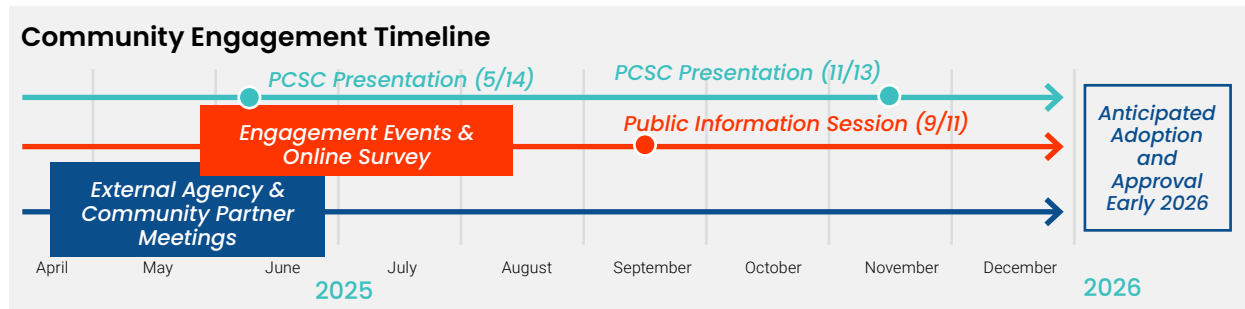 Community Engagement Timeline
PCSC Presentation (5/14)
PCSC Presentation (11/13)
Engagement Events &
Online Survey
Public Information Session (9/11)
External Agency &
Community Partner
Meetings
Anticipated
Adoption
and
Approval
Early 2026
April
May
June
July
August
September
October
November
December
2025
2026